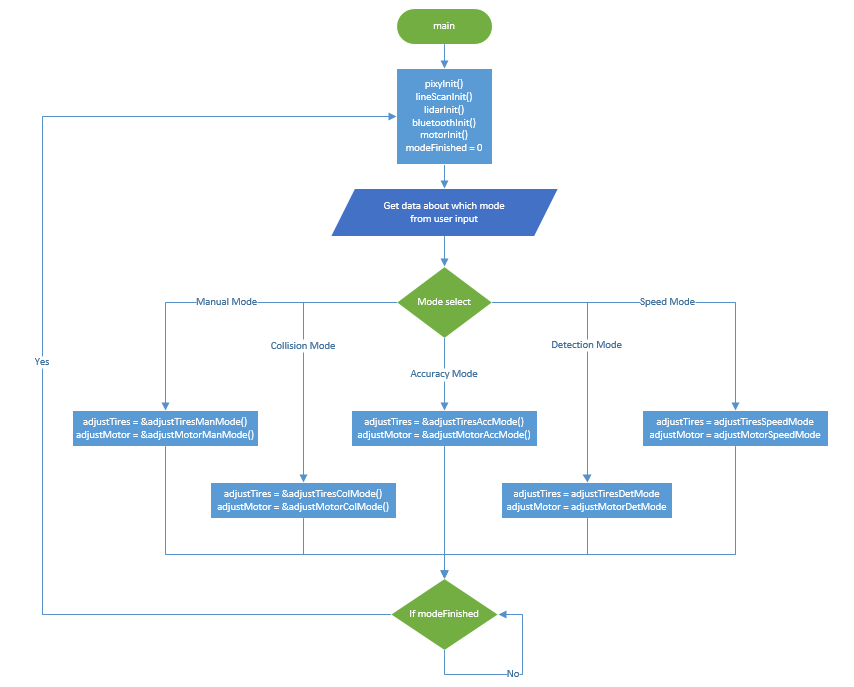 main
pixyInit()
lineScanInit()
lidarInit()
bluetoothInit()
motorInit()
modeFinished = 0
Get data about which mode
from user input
Mode select
Manual Mode
Speed Mode
Collision Mode
Detection Mode
Yes
Accuracy Mode
adjustTires = &adjustTiresManMode()
adjustMotor = &adjustMotorManMode()
adjustTires = &adjustTiresAccMode()
adjustMotor = &adjustMotorAccMode()
adjustTires = adjustTiresSpeedMode
adjustMotor = adjustMotorSpeedMode
adjustTires = &adjustTiresColMode()
adjustMotor = &adjustMotorColMode()
adjustTires = adjustTiresDetMode
adjustMotor = adjustMotorDetMode
If modeFinished
No